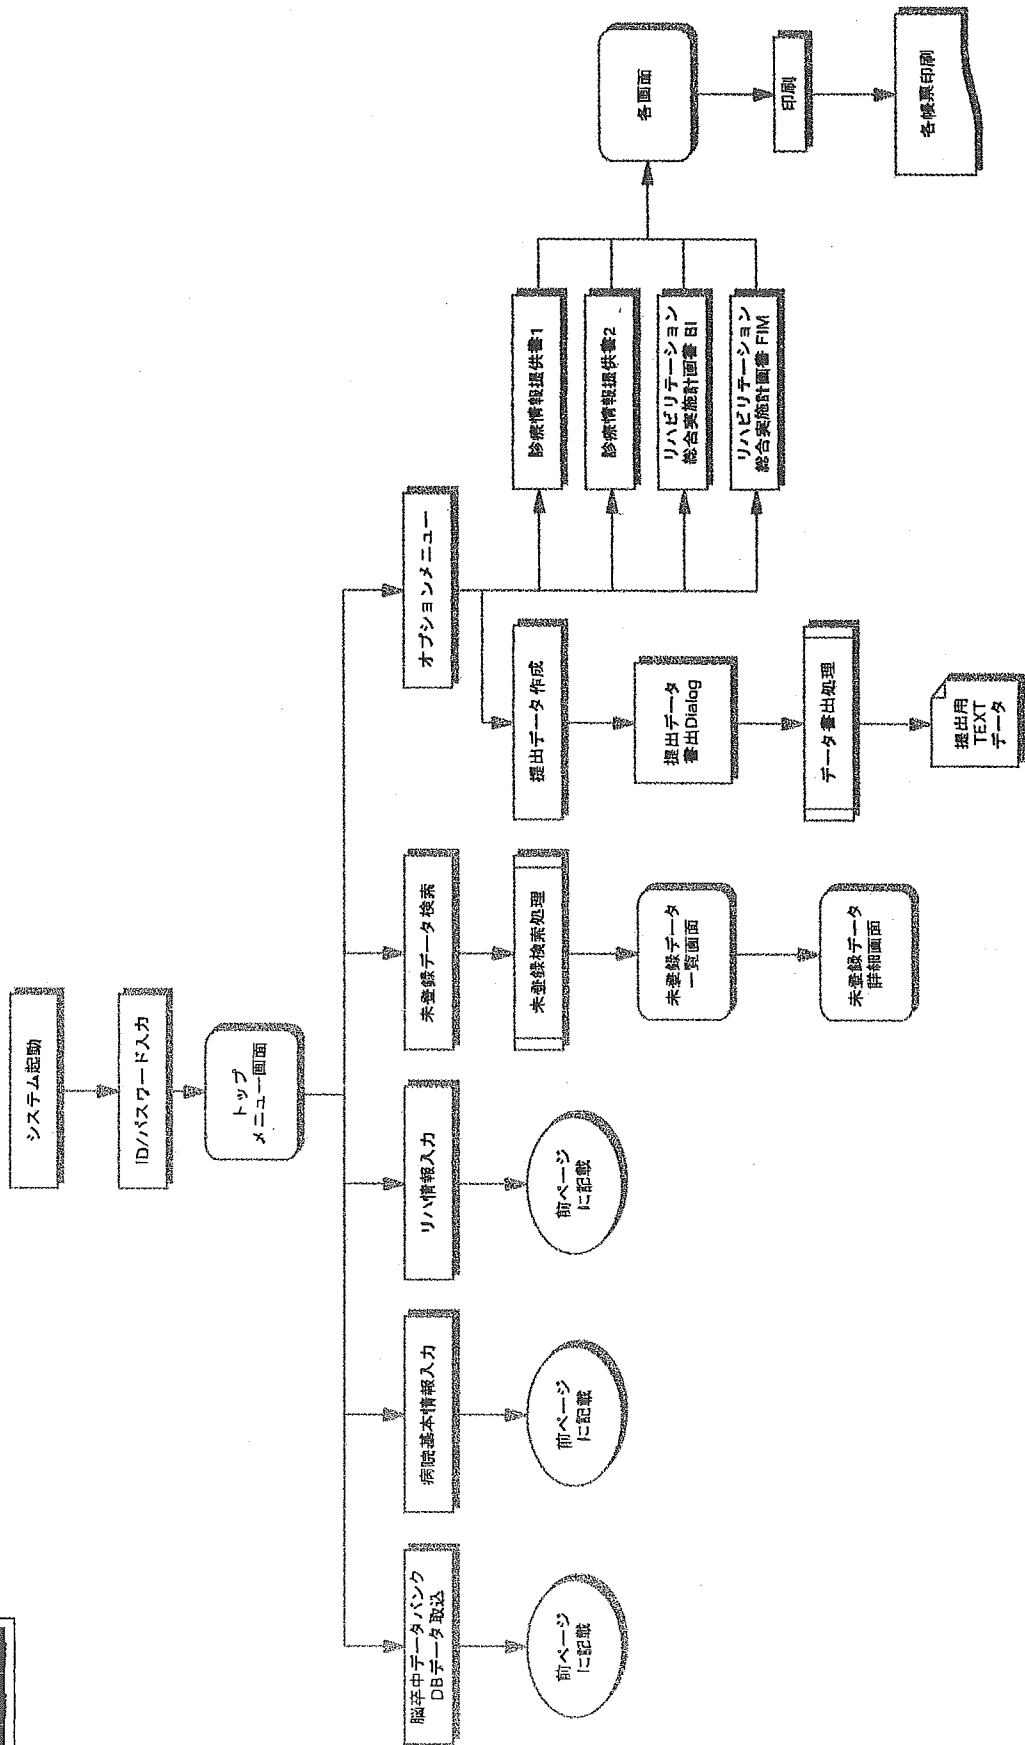 システム起動
ID/パスワード入力
トップ
メニュー画面
脳卒中データバンク
DBデータ取込
前ページ
に記載
病院基本情報入力
前ページ
に記載
リハ情報入力
前ページ
に記載
未登録データ検索
未登録検索処理
未登録データ
一覧画面
未登録データ
詳細画面
オプションメニュー
提出データ作成
提出データ
書出Dialog
データ書出処理
提出用
TEXT
データ
診療情報提供書1
診療情報提供書2
リハビリテーション
総合実施計画書 BI
リハビリテーション
総合実施計画書 FIM
各画面
印刷
各帳票印刷